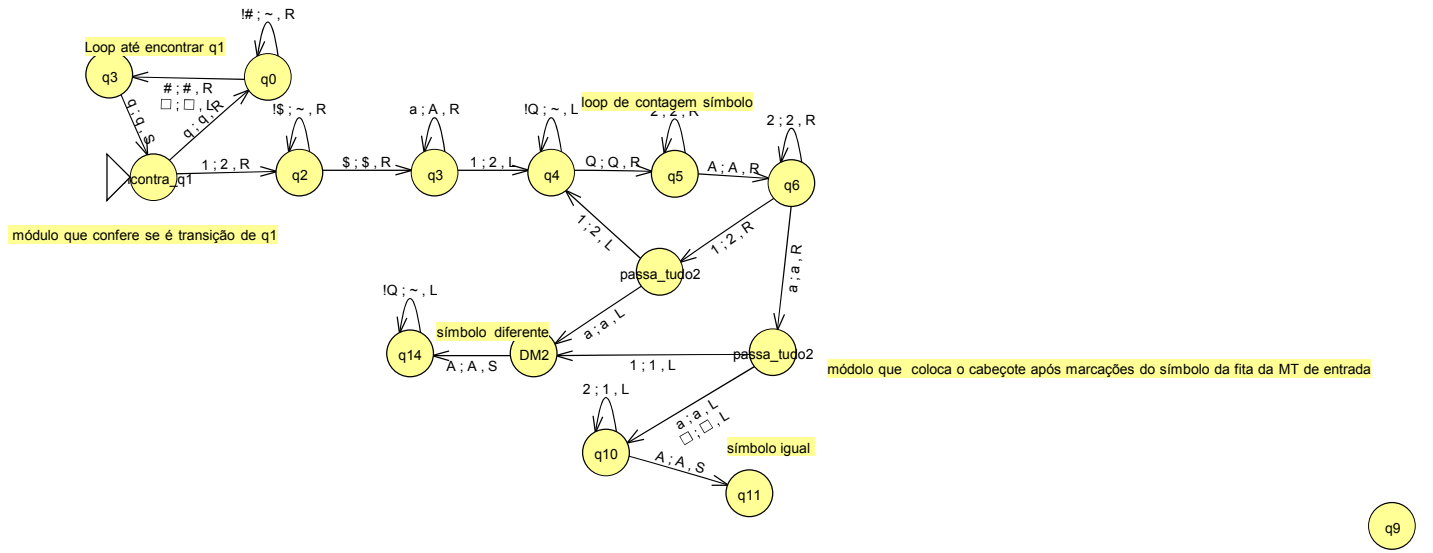 !# ; ~ , R
Loop até encontrar q1
q3
q0
# ; # , R
□ ; □ , L
q ; q , R
!$ ; ~ , R
a ; A , R
!Q ; ~ , L
loop de contagem símbolo
2 ; 2 , R
2 ; 2 , R
contra_q1
1 ; 2 , R
q2
$ ; $ , R
q3
1 ; 2 , L
q4
Q ; Q , R
q5
A ; A , R
q6
módulo que confere se é transição de q1
1 ; 2 , L
1 ; 2 , R
a ; a , R
passa_tudo2
!Q ; ~ , L
a ; a , L
símbolo diferente
q14
A ; A , S
DM2
1 ; 1 , L
passa_tudo2
módolo que coloca o cabeçote após marcações do símbolo da fita da MT de entrada
2 ; 1 , L
a ; a , L
□ ; □ , L
q10
símbolo igual
A ; A , S
q11
q9